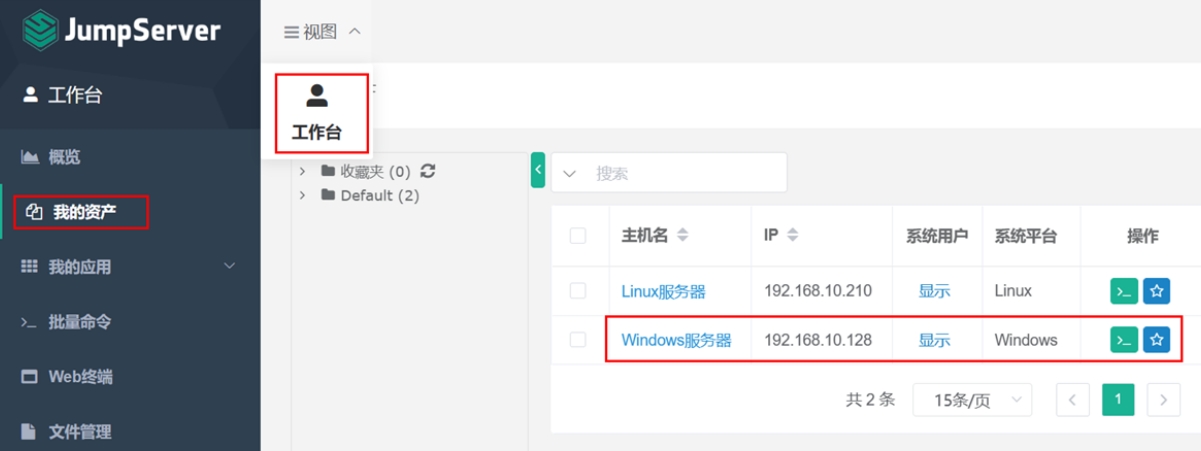 JumpServer
视图
工作台
工作台
概览
我的资产
我的应用
批量命令
Web终端
文件管理
收藏夹 (0)
Default (2)
搜索
主机名 IP 系统用户 系统平台 操作
Linux服务器 192.168.10.210 显示 Linux
Windows服务器 192.168.10.128 显示 Windows
共 2 条 15条/页 1